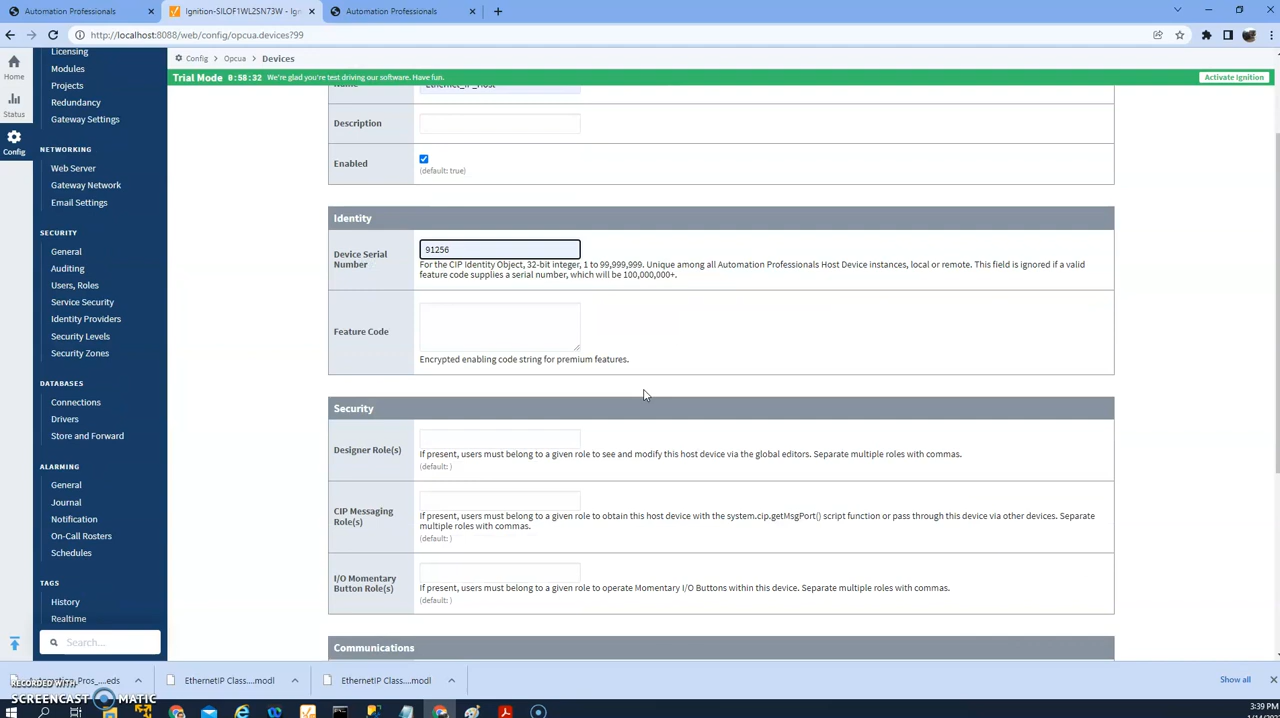 Automation Professionals
Ignition-SILOF1WL2SN73W - Ign
Automation Professionals
http://localhost:8088/web/config/opcua.devices?99
Home
Status
Config
Licensing
Modules
Projects
Redundancy
Gateway Settings
NETWORKING
Web Server
Gateway Network
Email Settings
SECURITY
General
Auditing
Users, Roles
Service Security
Identity Providers
Security Levels
Security Zones
DATABASES
Connections
Drivers
Store and Forward
ALARMING
General
Journal
Notification
On-Call Rosters
Schedules
TAGS
History
Realtime
Search...
Config
Opcua
Devices
Trial Mode 0:58:32 We're glad you're test driving our software. Have fun.
Activate Ignition
Name
Ethernet_IP_Host
Description
Enabled
(default: true)
Identity
Device Serial
Number
91256
For the CIP Identity Object, 32-bit integer, 1 to 99,999,999. Unique among all Automation Professionals Host Device instances, local or remote. This field is ignored if a valid
feature code supplies a serial number, which will be 100,000,000+.
Feature Code
Encrypted enabling code string for premium features.
Security
Designer Role(s)
If present, users must belong to a given role to see and modify this host device via the global editors. Separate multiple roles with commas.
(default: )
CIP Messaging
Role(s)
If present, users must belong to a given role to obtain this host device with the system.cip.getMsgPort() script function or pass through this device via other devices. Separate
multiple roles with commas.
(default: )
I/O Momentary
Button Role(s)
If present, users must belong to a given role to operate Momentary I/O Buttons within this device. Separate multiple roles with commas.
(default: )
Communications
Pros_...eds
EthernetIP Class....modl
EthernetIP Class....modl
Show all
RECORDED WITH
SCREENCAST MATIC
3:39 PM